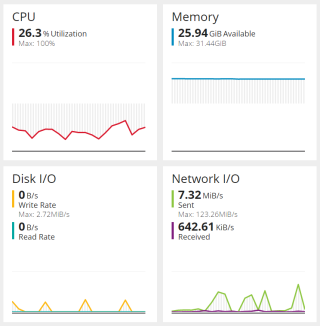 CPU
26.3 % Utilization
Max: 100%
Memory
25.94 GiB Available
Max: 31.44GiB
Disk I/O
0 B/s
Write Rate
Max: 2.72MiB/s
0 B/s
Read Rate
Network I/O
7.32 MiB/s
Sent
Max: 123.26MiB/s
642.61 KiB/s
Received